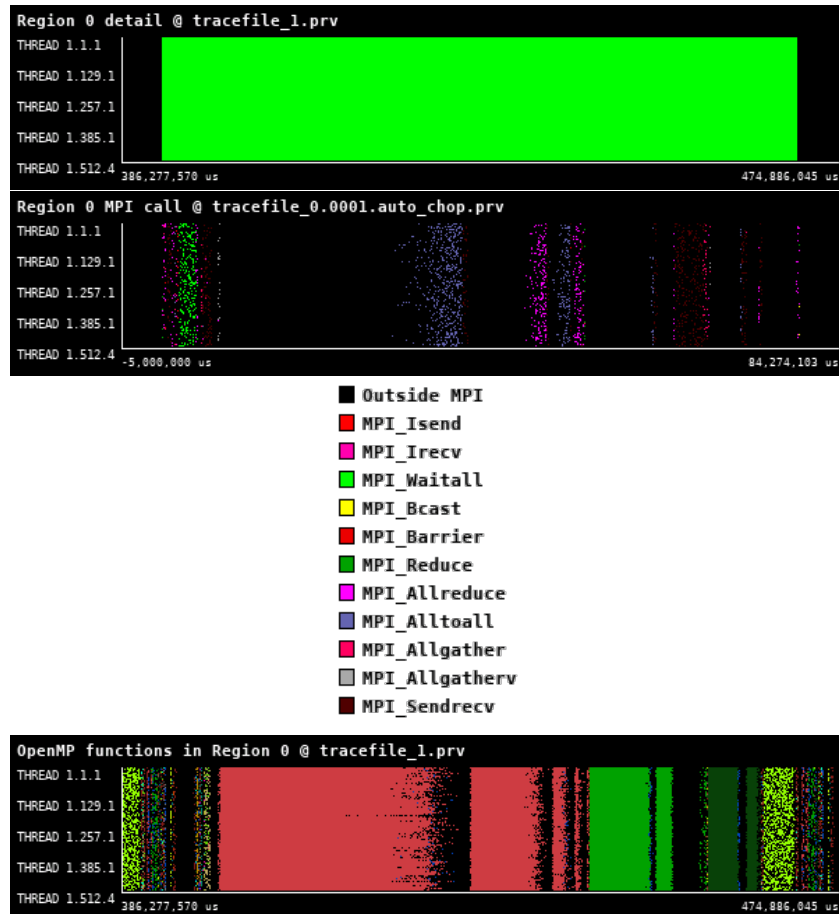 Region 0 detail @ tracefile_1.prv
THREAD 1.1.1
THREAD 1.129.1
THREAD 1.257.1
THREAD 1.385.1
THREAD 1.512.4
386,277,570 us
474,886,045 us
Region 0 MPI call @ tracefile_0.0001.auto_chop.prv
THREAD 1.1.1
THREAD 1.129.1
THREAD 1.257.1
THREAD 1.385.1
THREAD 1.512.4
-5,000,000 us
84,274,103 us
Outside MPI
MPI_Isend
MPI_Irecv
MPI_Waitall
MPI_Bcast
MPI_Barrier
MPI_Reduce
MPI_Allreduce
MPI_Alltoall
MPI_Allgather
MPI_Allgatherv
MPI_Sendrecv
OpenMP functions in Region 0 @ tracefile_1.prv
THREAD 1.1.1
THREAD 1.129.1
THREAD 1.257.1
THREAD 1.385.1
THREAD 1.512.4
386,277,570 us
474,886,045 us